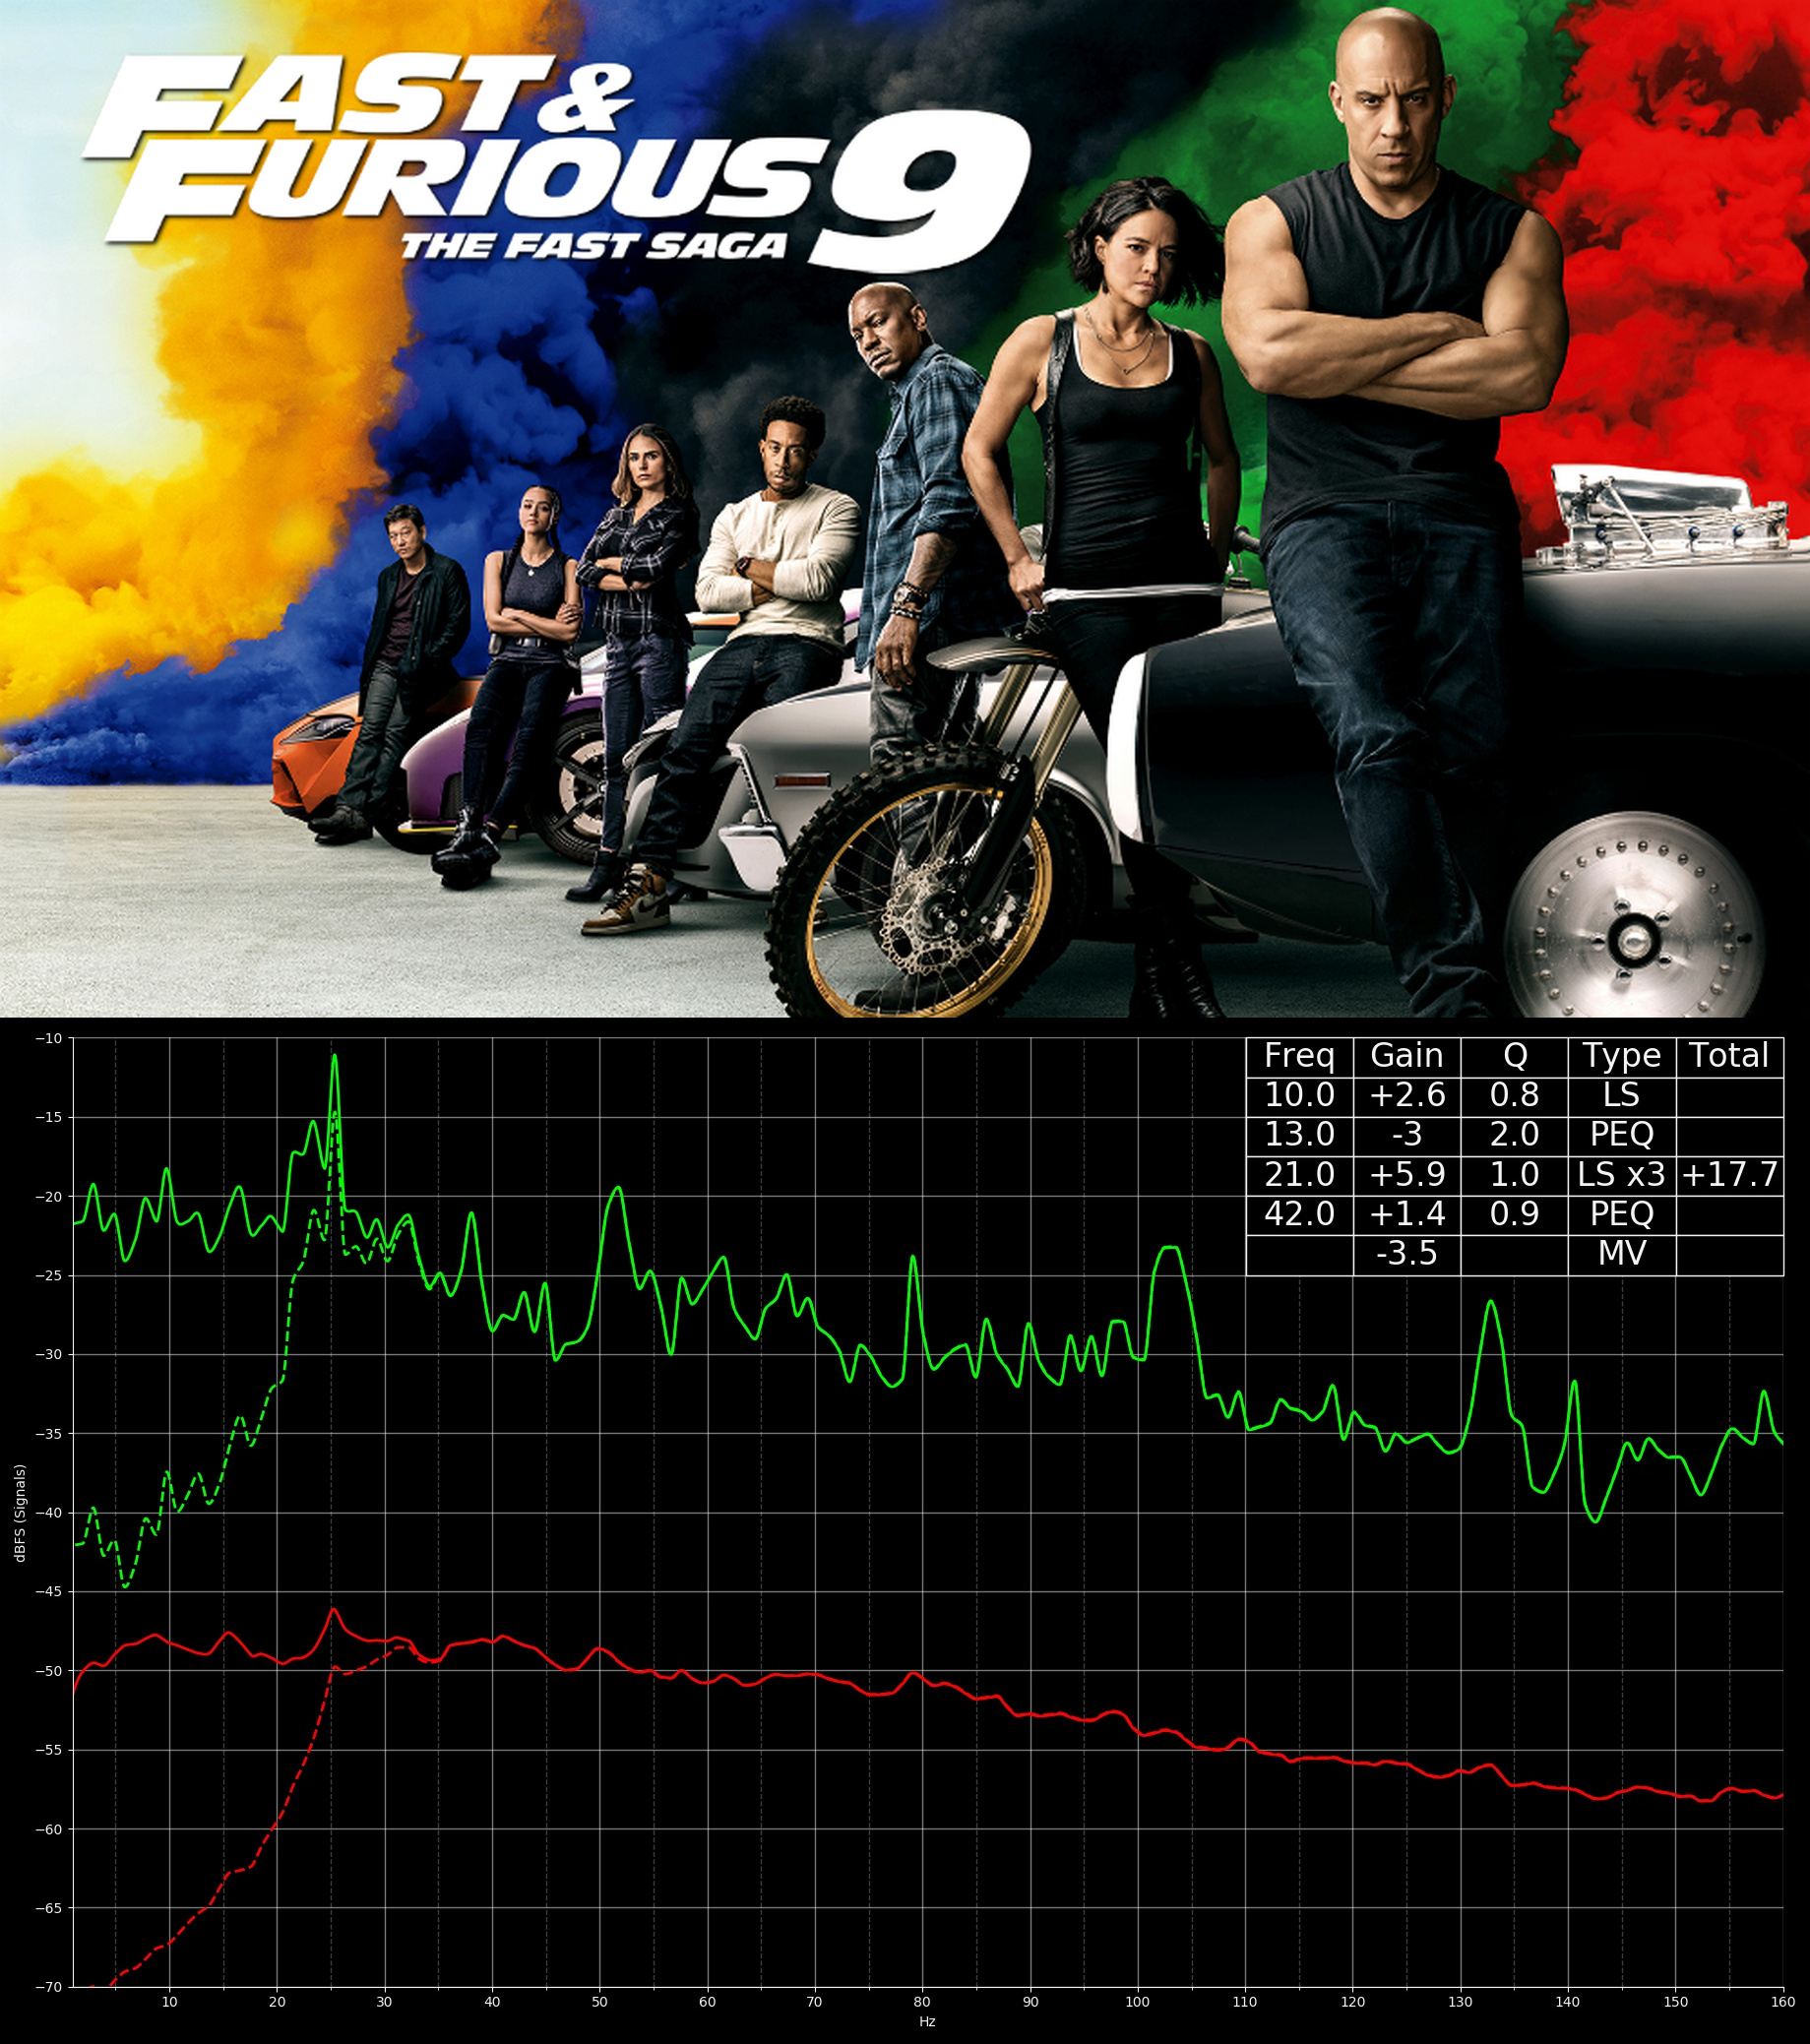 FAST &
FURIOUS 9
THE FAST SAGA
Freq Gain Q Type Total
10.0 +2.6 0.8 LS
13.0 -3 2.0 PEQ
21.0 +5.9 1.0 LS x3 +17.7
42.0 +1.4 0.9 PEQ
-3.5 MV
−10
−15
−20
−25
−30
−35
−40
−45
−50
−55
−60
−65
−70
dBFS (Signals)
10 20 30 40 50 60 70 80 90 100 110 120 130 140 150 160
Hz